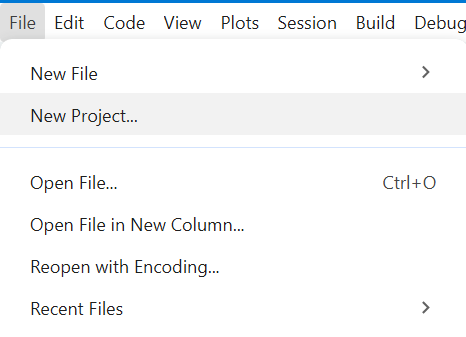 File Edit Code View Plots Session Build Debug
New File
New Project...
Open File... Ctrl+O
Open File in New Column...
Reopen with Encoding...
Recent Files